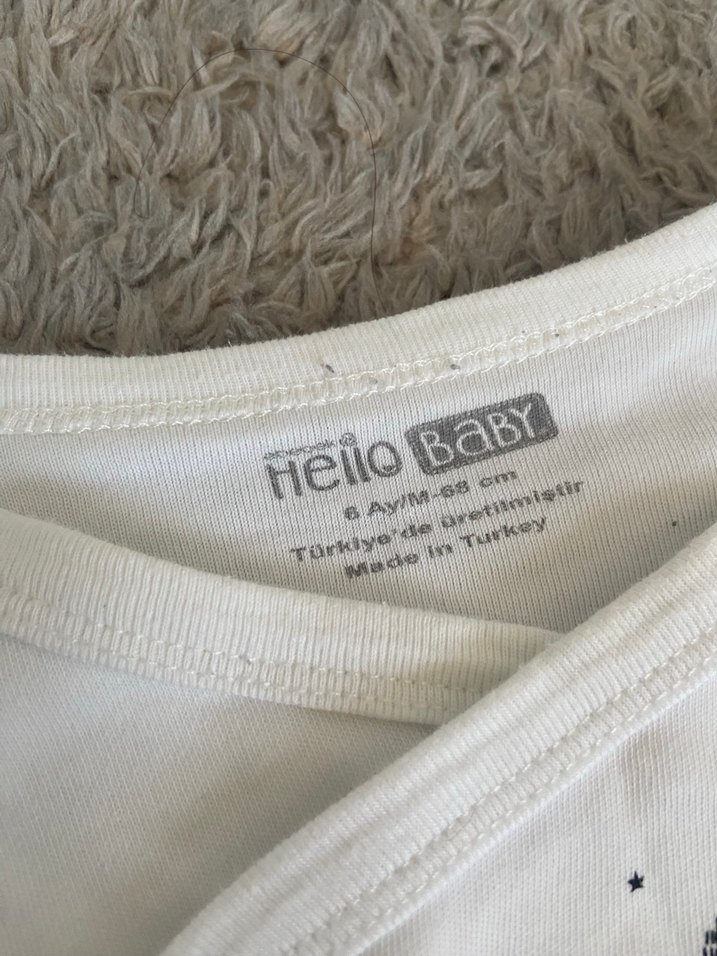 Hello BABY
6 Ay/M-68 cm
Türkiye'de üretilmiştir
Made in Turkey